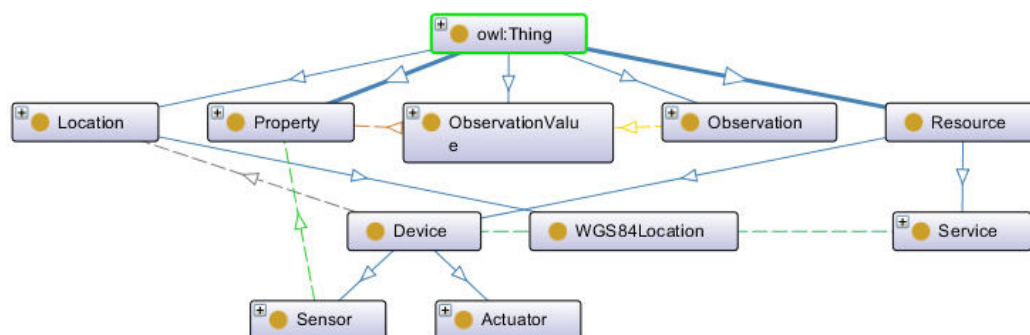 owl:Thing
Location
Property
ObservationValu
e
Observation
Resource
Device
WGS84Location
Service
Sensor
Actuator